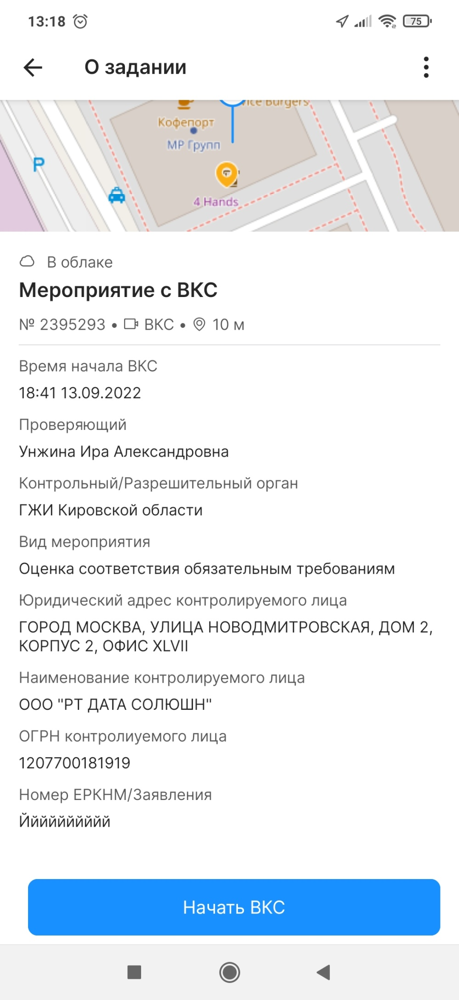 13:18
75
О задании
vice Burgers
Кофепорт
МР Групп
P
4 Hands
В облаке
Мероприятие с ВКС
№ 2395293 • ВКС • 10 м
Время начала ВКС
18:41 13.09.2022
Проверяющий
Унжина Ира Александровна
Контрольный/Разрешительный орган
ГЖИ Кировской области
Вид мероприятия
Оценка соответствия обязательным требованиям
Юридический адрес контролируемого лица
ГОРОД МОСКВА, УЛИЦА НОВОДМИТРОВСКАЯ, ДОМ 2,
КОРПУС 2, ОФИС XLVII
Наименование контролируемого лица
ООО "РТ ДАТА СОЛЮШН"
ОГРН контролиуемого лица
1207700181919
Номер ЕРКНМ/Заявления
Йййййййййй
Начать ВКС